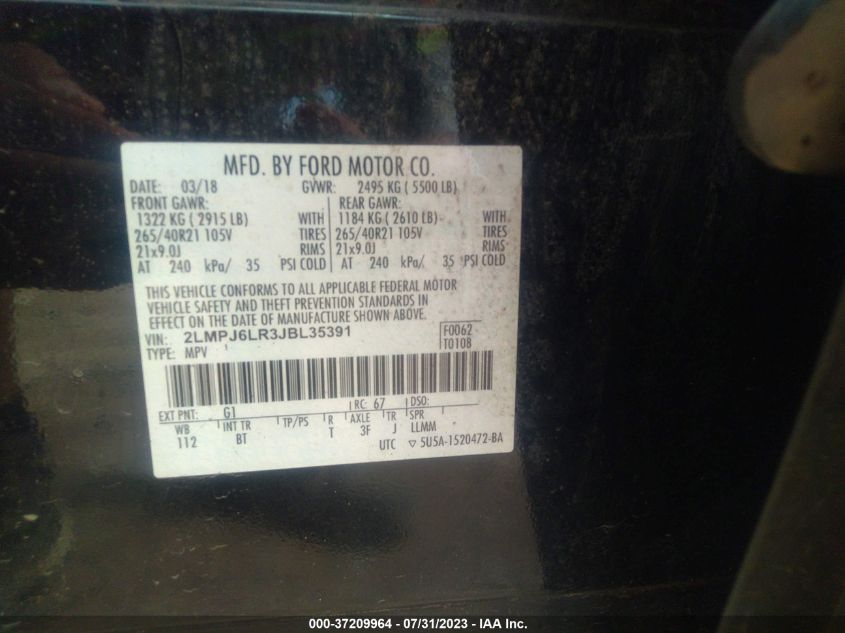 MFD. BY FORD MOTOR CO.
DATE: 03/18 GVWR: 2495 KG ( 5500 LB)
FRONT GAWR: REAR GAWR:
1322 KG ( 2915 LB) WITH 1184 KG ( 2610 LB) WITH
265/40R21 105V TIRES 265/40R21 105V TIRES
21x9.0J RIMS 21x9.0J RIMS
AT 240 kPa/ 35 PSI COLD AT 240 kPa/ 35 PSI COLD
THIS VEHICLE CONFORMS TO ALL APPLICABLE FEDERAL MOTOR
VEHICLE SAFETY AND THEFT PREVENTION STANDARDS IN
EFFECT ON THE DATE OF MANUFACTURE SHOWN ABOVE.
VIN: 2LMPJ6LR3JBL35391 F0062
TYPE: MPV T0108
EXT PNT: G1 RC: 67 DSO:
WB INT TR TP/PS R AXLE TR SPR
112 BT T 3F J LLMM
UTC ▽ 5U5A-1520472-BA
000-37209964 - 07/31/2023 - IAA Inc.